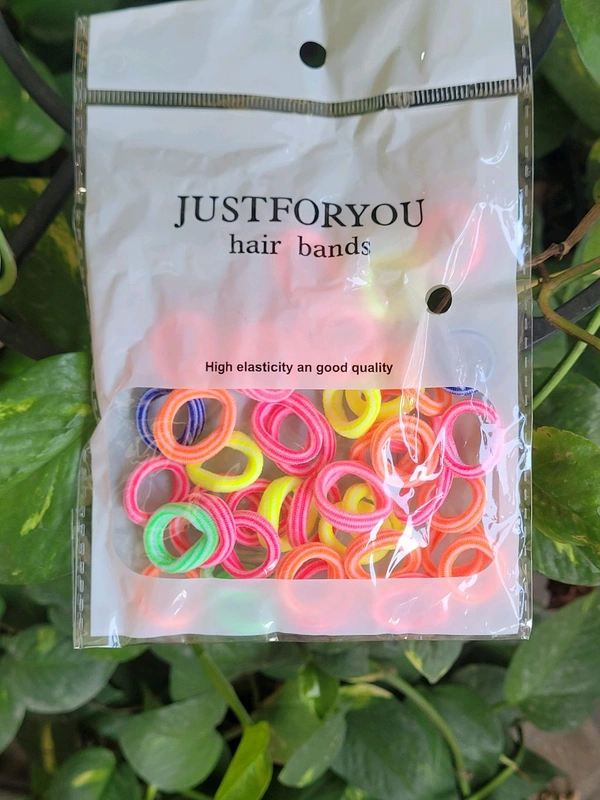 JUSTFORYOU
hair bands
High elasticity an good quality